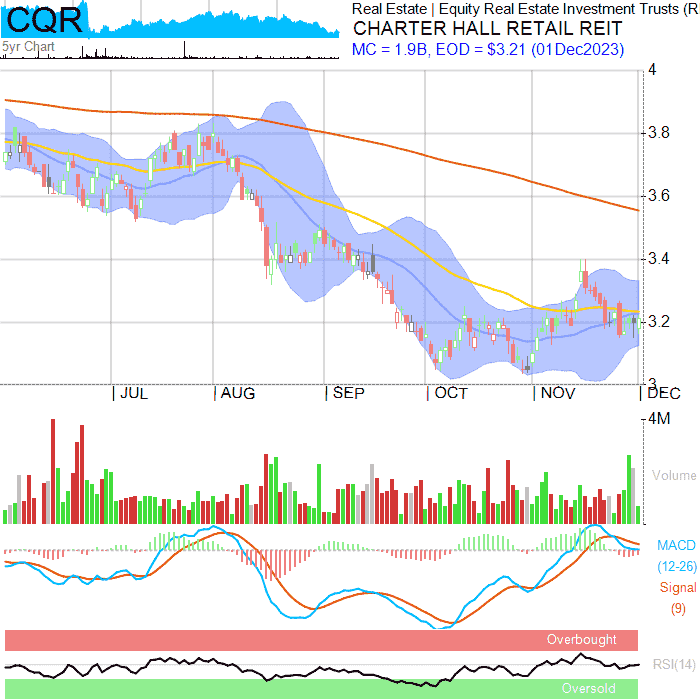 CQR
5yr Chart
Real Estate | Equity Real Estate Investment Trusts (R
CHARTER HALL RETAIL REIT
MC = 1.9B, EOD = $3.21 (01Dec2023)
4
3.8
3.6
3.4
3.2
3
JUL AUG SEP OCT NOV DEC
4M
Volume
MACD
(12-26)
Signal
(9)
Overbought
RSI(14)
Oversold